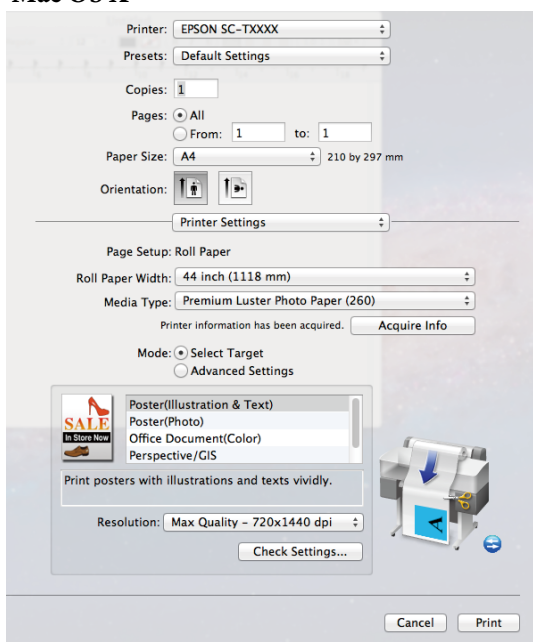 Mac OS X
Printer: EPSON SC-TXXXX
Presets: Default Settings
Copies: 1
Pages: All
From: 1 to: 1
Paper Size: A4 210 by 297 mm
Orientation:
Printer Settings
Page Setup: Roll Paper
Roll Paper Width: 44 inch (1118 mm)
Media Type: Premium Luster Photo Paper (260)
Printer information has been acquired. Acquire Info
Mode: Select Target
Advanced Settings
SALE
In Store Now
Poster(Illustration & Text)
Poster(Photo)
Office Document(Color)
Perspective/GIS
Print posters with illustrations and texts vividly.
Resolution: Max Quality – 720x1440 dpi
Check Settings...
A
Cancel Print